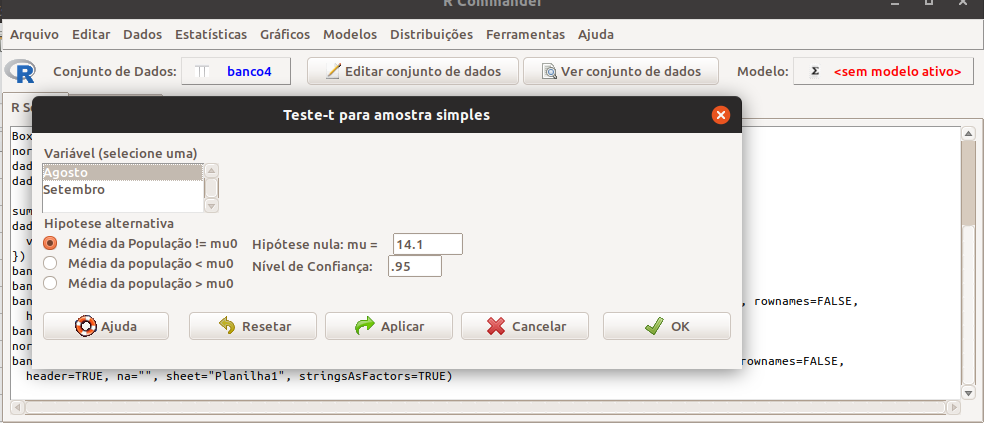 R Commander
Arquivo Editar Dados Estatísticas Gráficos Modelos Distribuições Ferramentas Ajuda
R Conjunto de Dados: banco4 Editar conjunto de dados Ver conjunto de dados Modelo: Σ <sem modelo ativo>
R S
Teste-t para amostra simples
Box
nor
dad
dad
sum
dad
v
})
ban
ban
ban , rownames=FALSE,
h
ban
nor
ban rownames=FALSE,
header=TRUE, na="", sheet="Planilha1", stringsAsFactors=TRUE)
Variável (selecione uma)
Agosto
Setembro
Hipotese alternativa
Média da População != mu0 Hipótese nula: mu = 14.1
Média da população < mu0 Nível de Confiança: .95
Média da população > mu0
Ajuda Resetar Aplicar Cancelar OK